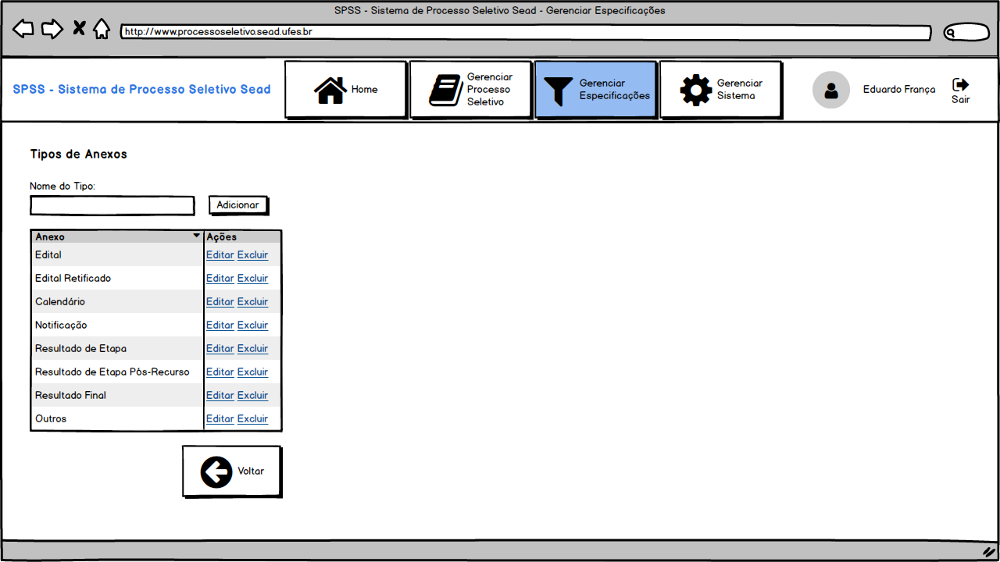 SPSS - Sistema de Processo Seletivo Sead - Gerenciar Especificações
http://www.processoseletivo.sead.ufes.br
SPSS - Sistema de Processo Seletivo Sead
Home
Gerenciar
Processo
Seletivo
Gerenciar
Especificações
Gerenciar
Sistema
Eduardo França
Sair
Tipos de Anexos
Nome do Tipo:
Adicionar
Anexo Ações
Edital Editar Excluir
Edital Retificado Editar Excluir
Calendário Editar Excluir
Notificação Editar Excluir
Resultado de Etapa Editar Excluir
Resultado de Etapa Pós-Recurso Editar Excluir
Resultado Final Editar Excluir
Outros Editar Excluir
Voltar